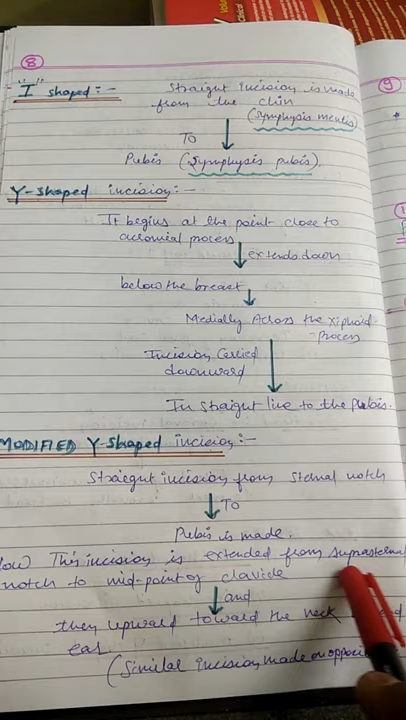 8
"I" shaped:-
Straight incision is made
from the chin
(Symphysis mentis)
To
Pubis (Symphysis pubis).
Y-shaped incision:-
It begins at the point close to
acromial process
extends down
below the breast
Medially Across the xiphoid
process
Incision Caried
downward
In straight line to the Pubis.
MODIFIED Y-shaped incision:-
Straignt incision from Sternal notch
To
Pubis is made.
This incision is extended from suprasternal
notch to mid-point of clavicle
and
then upward toward the neck
ear
(Similar incision made on
9